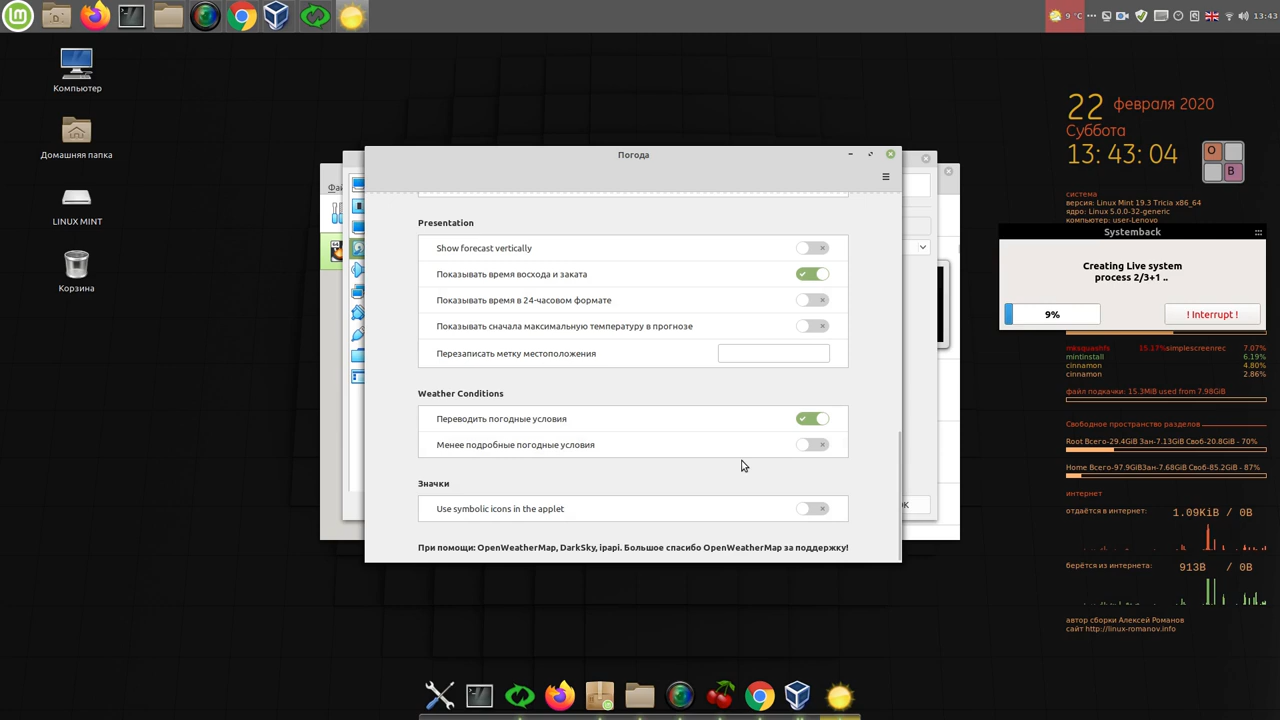 9 °C
13:43
Компьютер
Домашняя папка
LINUX MINT
Корзина
22 февраля 2020
Суббота
13: 43: 04
O
B
система
версия: Linux Mint 19.3 Tricia x86_64
ядро: Linux 5.0.0-32-generic
компьютер: user-Lenovo
Погода
Presentation
Show forecast vertically
Показывать время восхода и заката
Показывать время в 24-часовом формате
Показывать сначала максимальную температуру в прогнозе
Перезаписать метку местоположения
Weather Conditions
Переводить погодные условия
Менее подробные погодные условия
Значки
Use symbolic icons in the applet
При помощи: OpenWeatherMap, DarkSky, ipapi. Большое спасибо OpenWeatherMap за поддержку!
Systemback
Creating Live system
process 2/3+1 ..
9%
! Interrupt !
mksquashfs 15.17% simplescreenrec 7.07%
mintinstall 6.19%
cinnamon 4.80%
cinnamon 2.86%
файл подкачки: 15.3MiB used from 7.98GiB
Свободное пространство разделов
Root Всего-29.4GiB Зан-7.13GiB Своб-20.8GiB - 70%
Home Всего-97.9GiB Зан-7.68GiB Своб-85.2GiB - 87%
интернет
отдаётся в интернет: 1.09KiB / 0B
берётся из интернета: 913B / 0B
автор сборки Алексей Романов
сайт http://linux-romanov.info